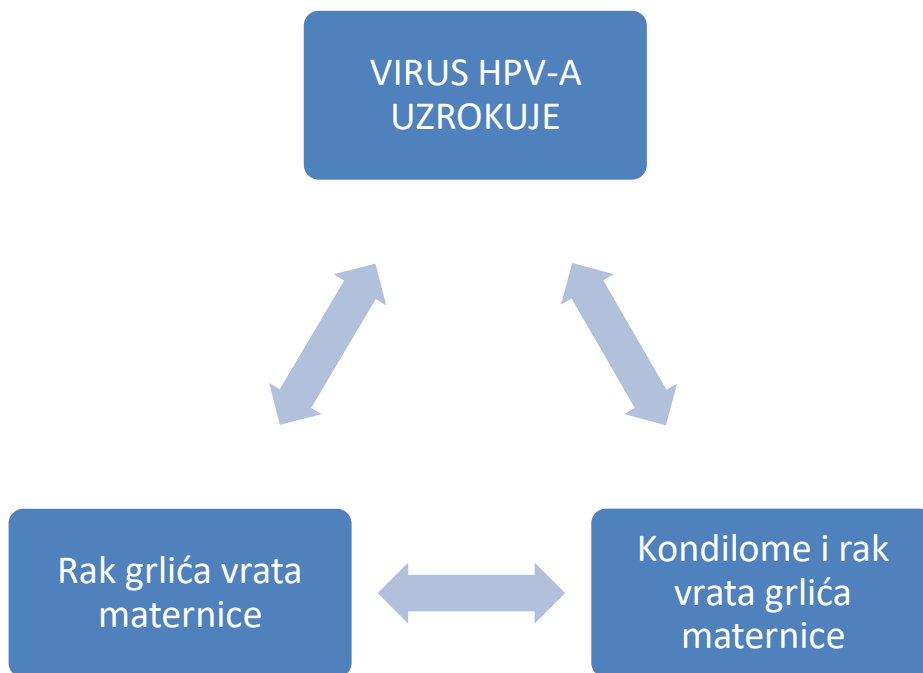 VIRUS HPV-A
UZROKUJE
Rak grlića vrata
maternice
Kondilome i rak
vrata grlića
maternice